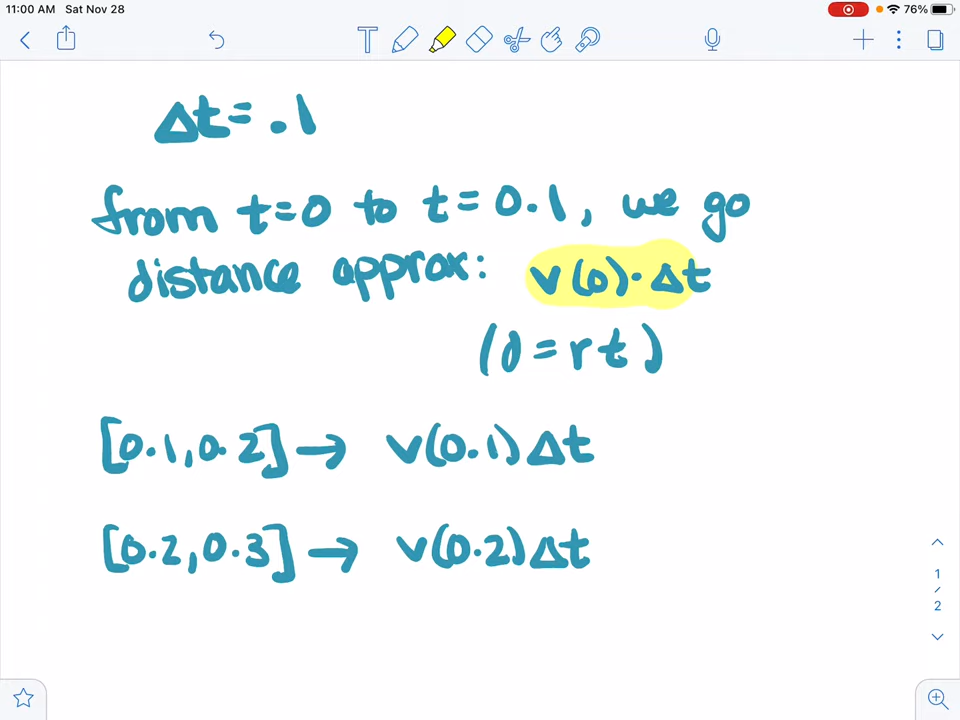 11:00 AM Sat Nov 28 76%
T
Δt = .1
from t=0 to t=0.1, we go
distance approx: v(0)·Δt
(d=rt)
[0.1,0.2] → v(0.1)Δt
[0.2,0.3] → v(0.2)Δt
1
/
2